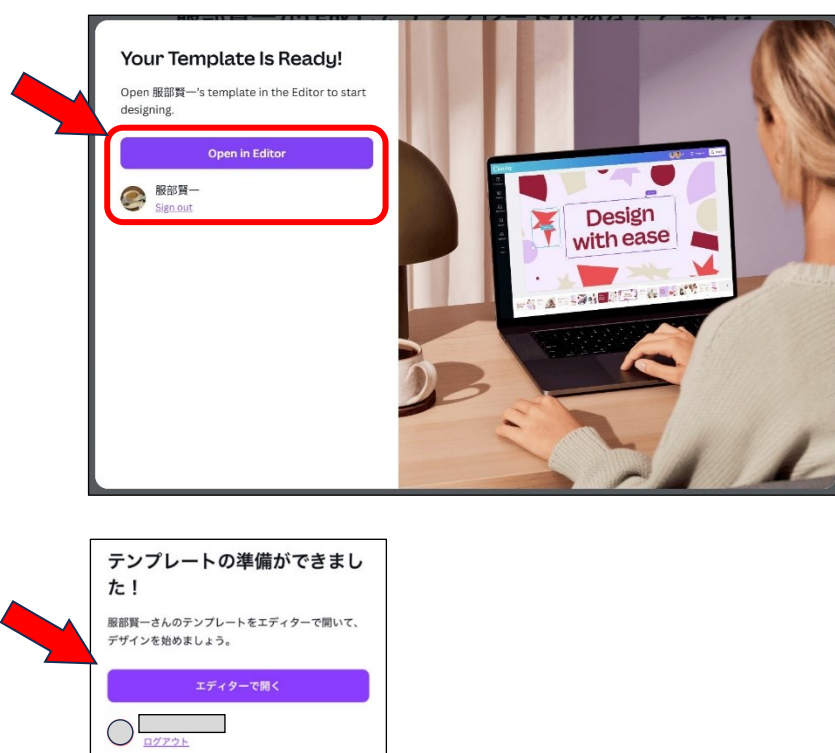 Your Template Is Ready!
Open 服部賢一's template in the Editor to start
designing.
Open in Editor
服部賢一
Sign out
Canva
Design
with ease
テンプレートの準備ができまし
た！
服部賢一さんのテンプレートをエディターで開いて、
デザインを始めましょう。
エディターで開く
ログアウト